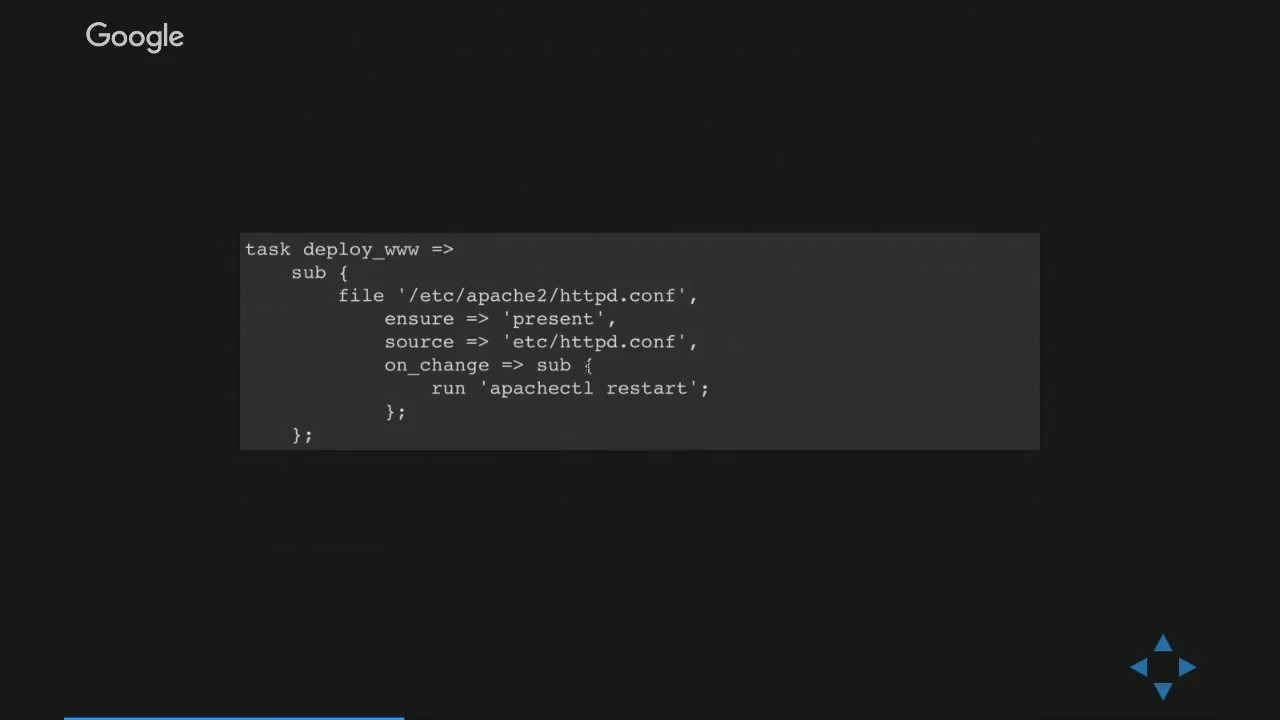 Google
task deploy_www =>
    sub {
        file '/etc/apache2/httpd.conf',
            ensure => 'present',
            source => 'etc/httpd.conf',
            on_change => sub {
                run 'apachectl restart';
            };
    };